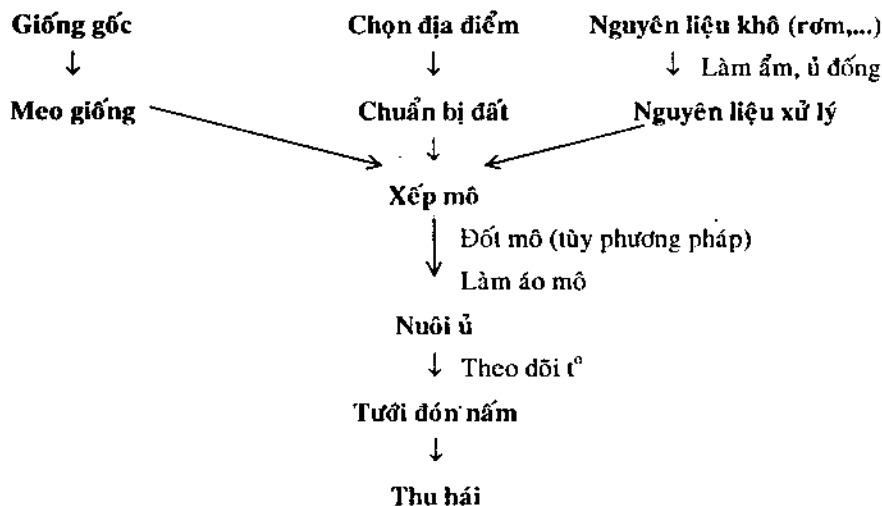 Giống gốc Chọn địa điểm Nguyên liệu khô (rơm,...)
Làm ẩm, ủ đống
Meo giống Chuẩn bị đất Nguyên liệu xử lý
Xếp mô
Đốt mô (tùy phương pháp)
Làm áo mô
Nuôi ủ
Theo dõi t°
Tưới đón nấm
Thu hái